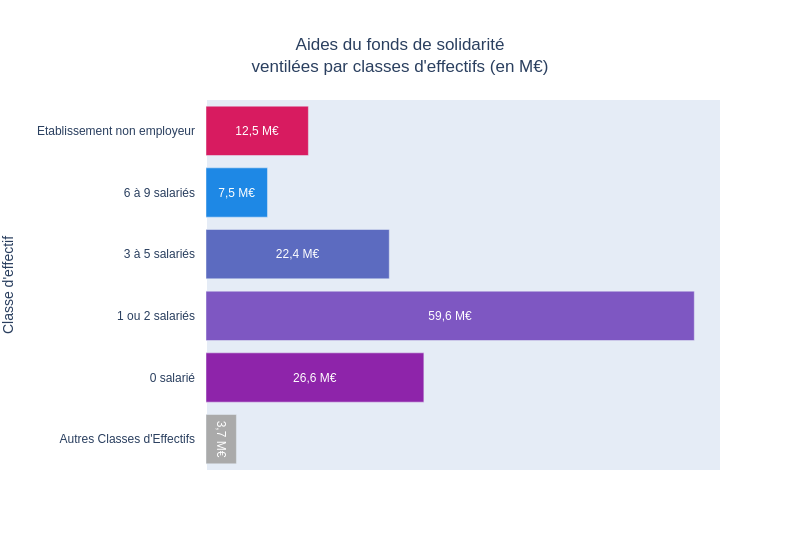 Aides du fonds de solidarité
ventilées par classes d'effectifs (en M€)
Classe d'effectif
Etablissement non employeur
12,5 M€
6 à 9 salariés
7,5 M€
3 à 5 salariés
22,4 M€
1 ou 2 salariés
59,6 M€
0 salarié
26,6 M€
Autres Classes d'Effectifs
3,7 M€